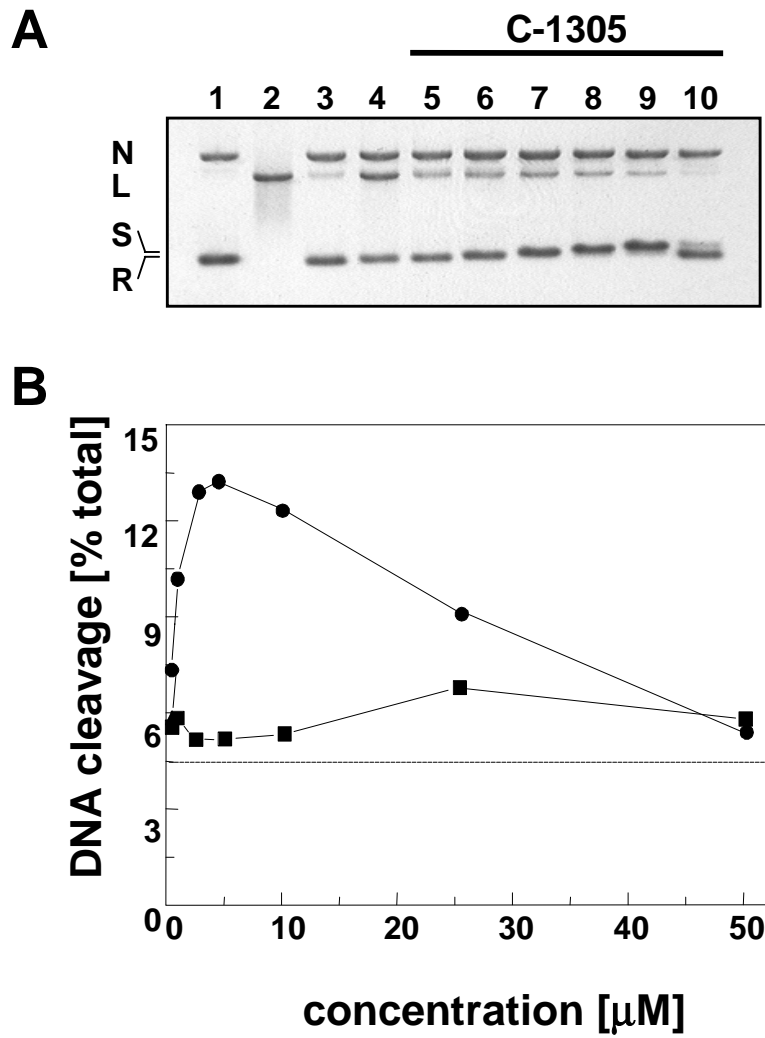 A
C-1305
1 2 3 4 5 6 7 8 9 10
N
L
S
R
B
DNA cleavage [% total]
15
12
9
6
3
0
0 10 20 30 40 50
concentration [μM]